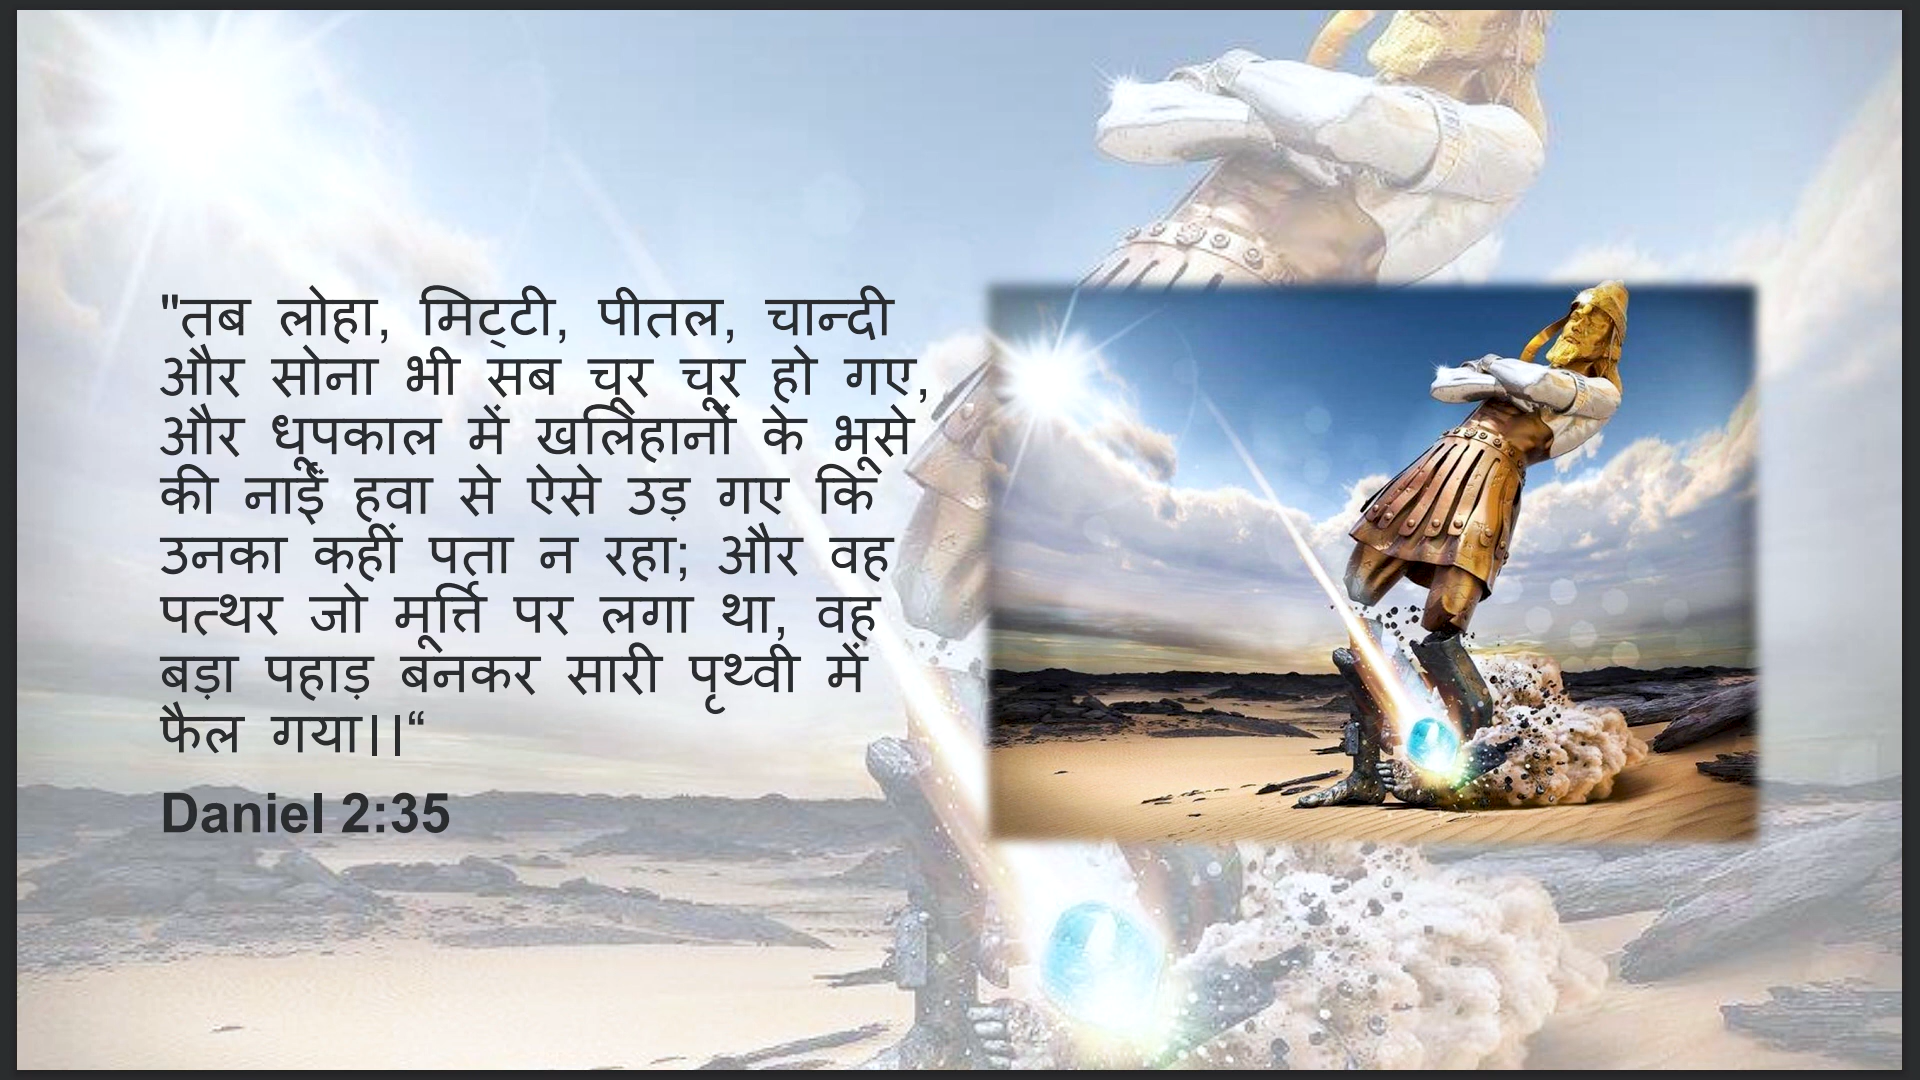 "तब लोहा, मिट्टी, पीतल, चान्दी
और सोना भी सब चूर चूर हो गए,
और धूपकाल में खलिहानों के भूसे
की नाईं हवा से ऐसे उड़ गए कि
उनका कहीं पता न रहा; और वह
पत्थर जो मूर्त्ति पर लगा था, वह
बड़ा पहाड़ बनकर सारी पृथ्वी में
फैल गया।।“
Daniel 2:35